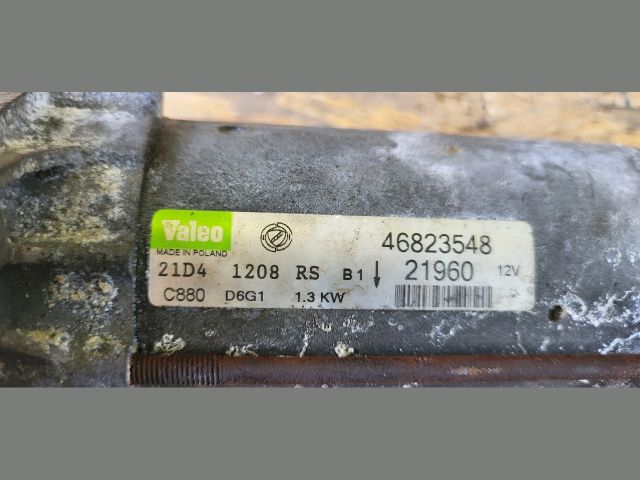 Valeo
MADE IN POLAND
46823548
21D4 1208 RS B1 21960 12V
C880 D6G1 1.3 KW